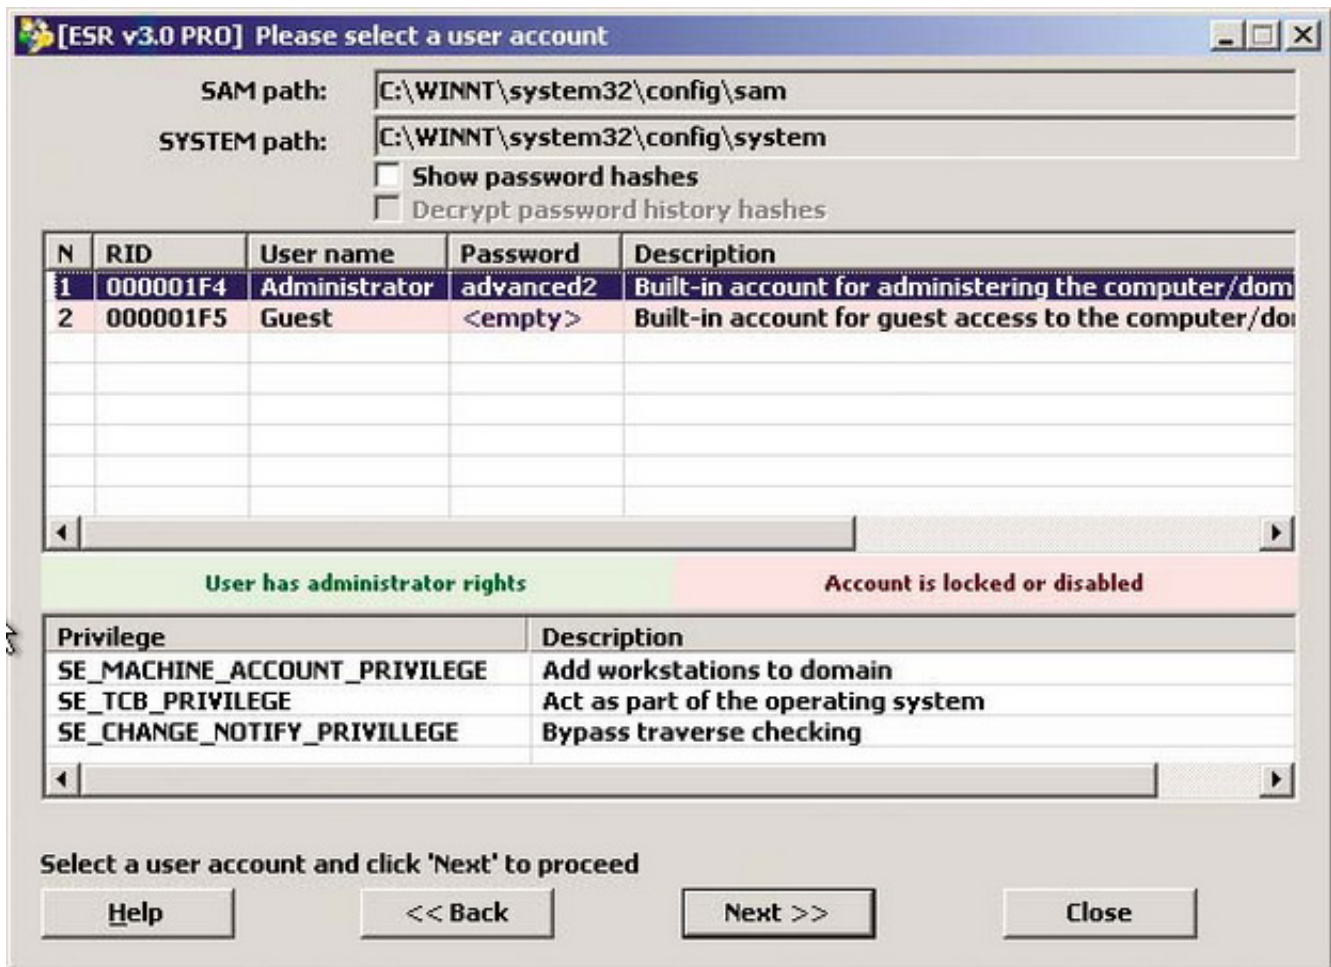 [ESR v3.0 PRO] Please select a user account
SAM path: C:\WINNT\system32\config\sam
SYSTEM path: C:\WINNT\system32\config\system
Show password hashes
Decrypt password history hashes
N RID User name Password Description
1 000001F4 Administrator advanced2 Built-in account for administering the computer/dom
2 000001F5 Guest <empty> Built-in account for guest access to the computer/do
User has administrator rights Account is locked or disabled
Privilege Description
SE_MACHINE_ACCOUNT_PRIVILEGE Add workstations to domain
SE_TCB_PRIVILEGE Act as part of the operating system
SE_CHANGE_NOTIFY_PRIVILLEGE Bypass traverse checking
Select a user account and click 'Next' to proceed
Help << Back Next >> Close